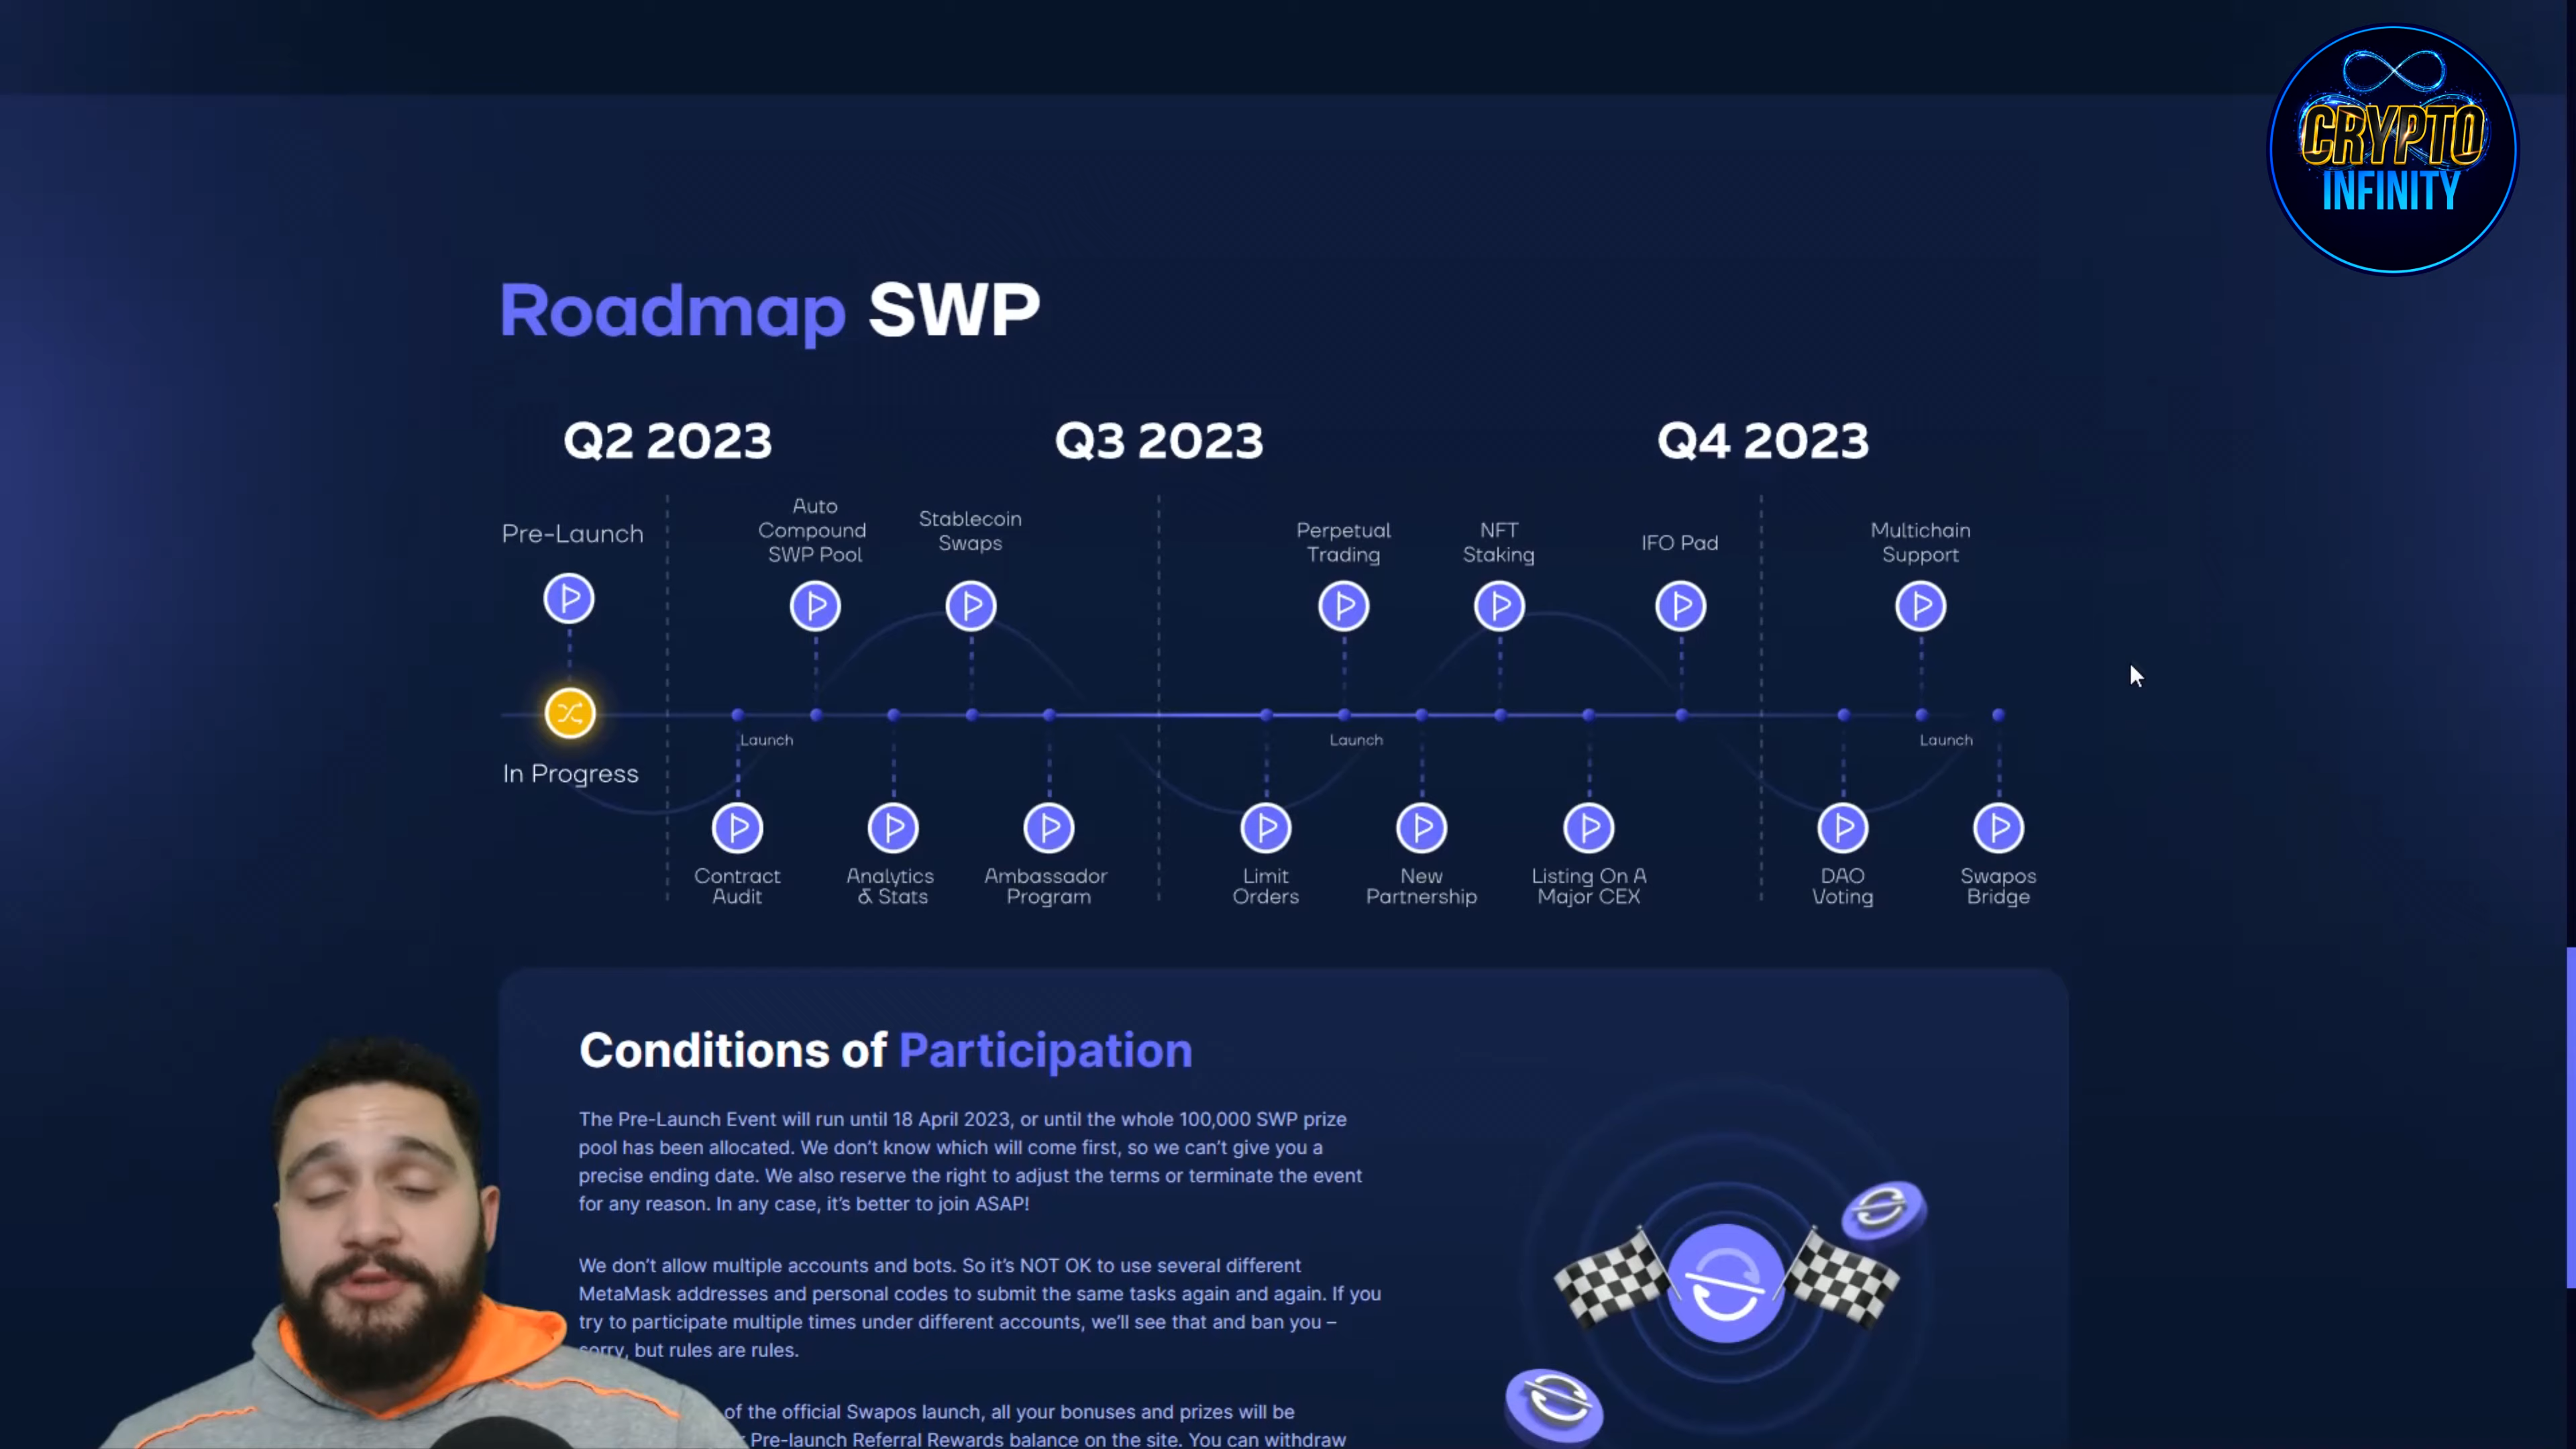 CRYPTO
INFINITY
Roadmap SWP
Q2 2023
Q3 2023
Q4 2023
Pre-Launch
Auto
Compound
SWP Pool
Stablecoin
Swaps
Perpetual
Trading
NFT
Staking
IFO Pad
Multichain
Support
Launch
Launch
Launch
In Progress
Contract
Audit
Analytics
& Stats
Ambassador
Program
Limit
Orders
New
Partnership
Listing On A
Major CEX
DAO
Voting
Swapos
Bridge
Conditions of Participation
The Pre-Launch Event will run until 18 April 2023, or until the whole 100,000 SWP prize
pool has been allocated. We don't know which will come first, so we can't give you a
precise ending date. We also reserve the right to adjust the terms or terminate the event
for any reason. In any case, it's better to join ASAP!
We don't allow multiple accounts and bots. So it's NOT OK to use several different
MetaMask addresses and personal codes to submit the same tasks again and again. If you
try to participate multiple times under different accounts, we'll see that and ban you –
sorry, but rules are rules.
of the official Swapos launch, all your bonuses and prizes will be
Pre-launch Referral Rewards balance on the site. You can withdraw